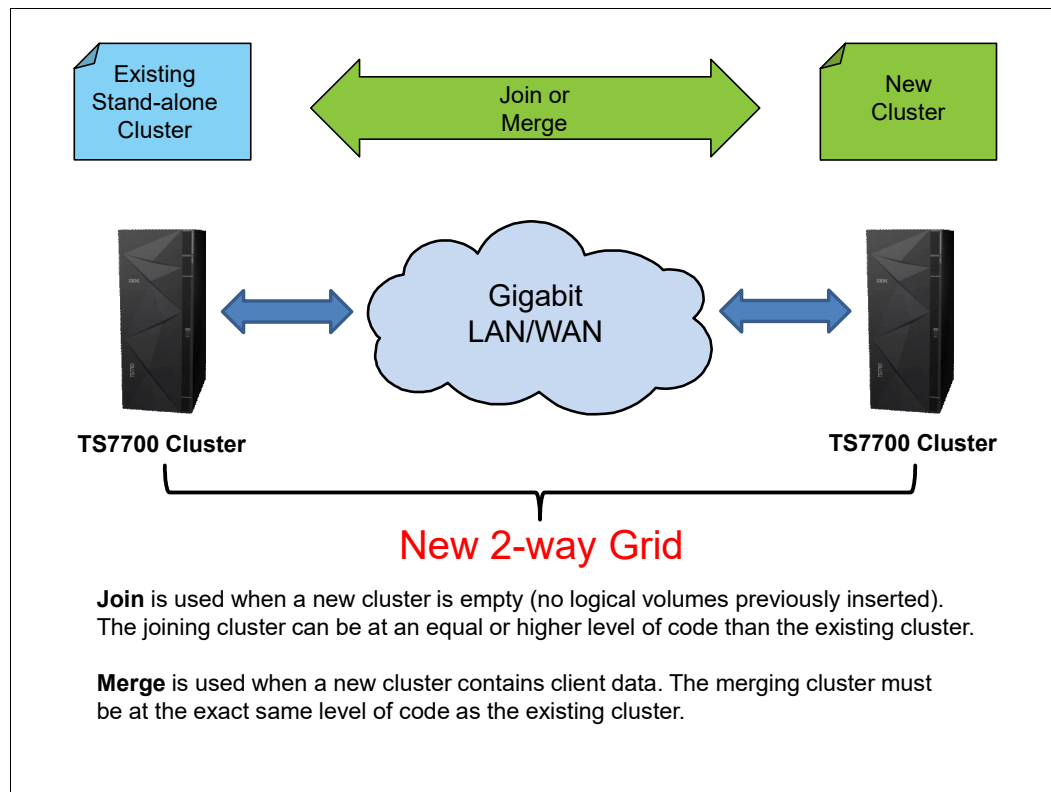 Existing
Stand-alone
Cluster
Join or
Merge
New
Cluster
Gigabit
LAN/WAN
TS7700 Cluster
TS7700 Cluster
New 2-way Grid
Join is used when a new cluster is empty (no logical volumes previously inserted).
The joining cluster can be at an equal or higher level of code than the existing cluster.
Merge is used when a new cluster contains client data. The merging cluster must
be at the exact same level of code as the existing cluster.